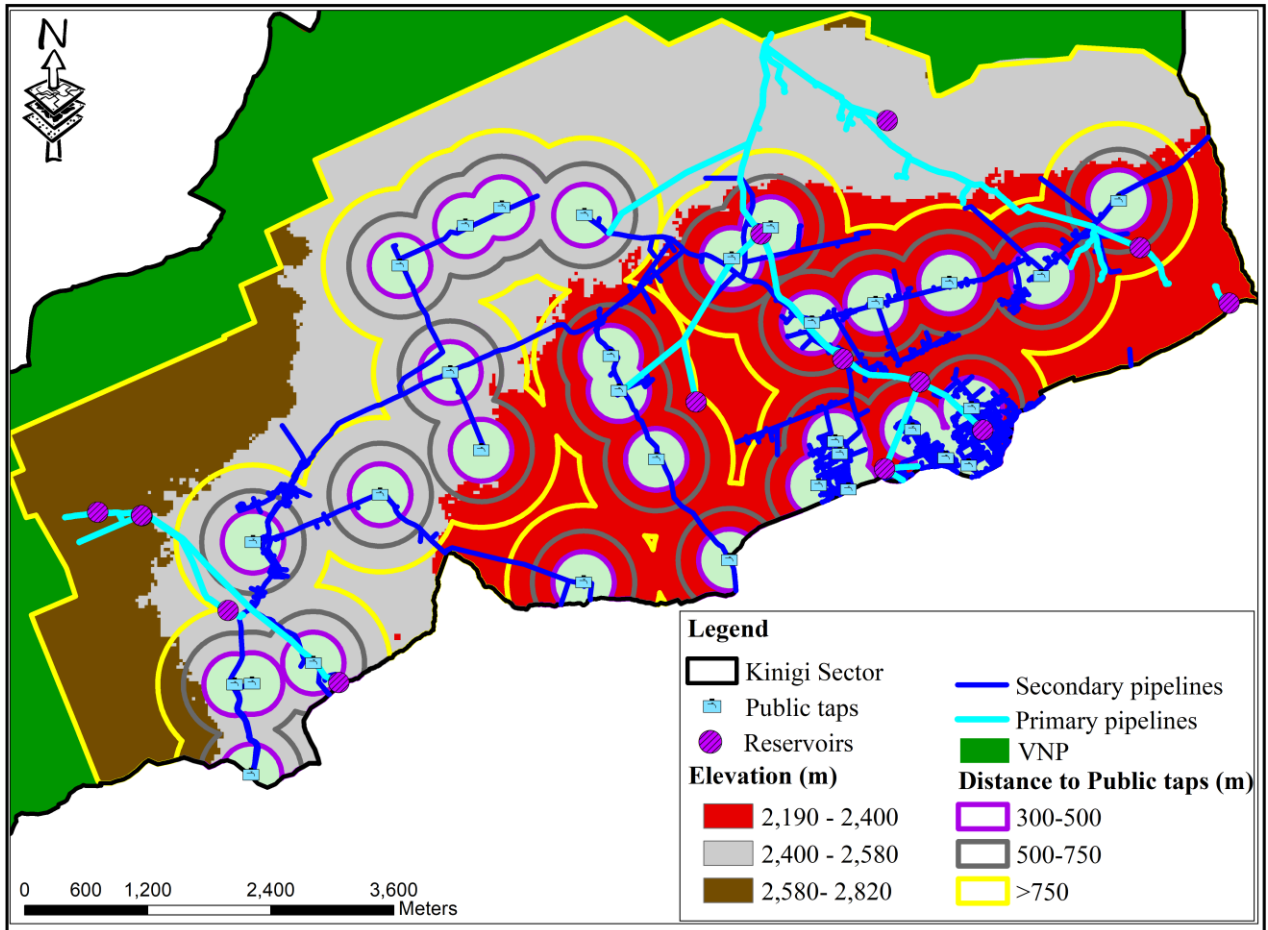 N
Legend
Kinigi Sector
Public taps
Reservoirs
Secondary pipelines
Primary pipelines
VNP
Elevation (m)
2,190 - 2,400
2,400 - 2,580
2,580- 2,820
Distance to Public taps (m)
300-500
500-750
>750
0 600 1,200 2,400 3,600
Meters